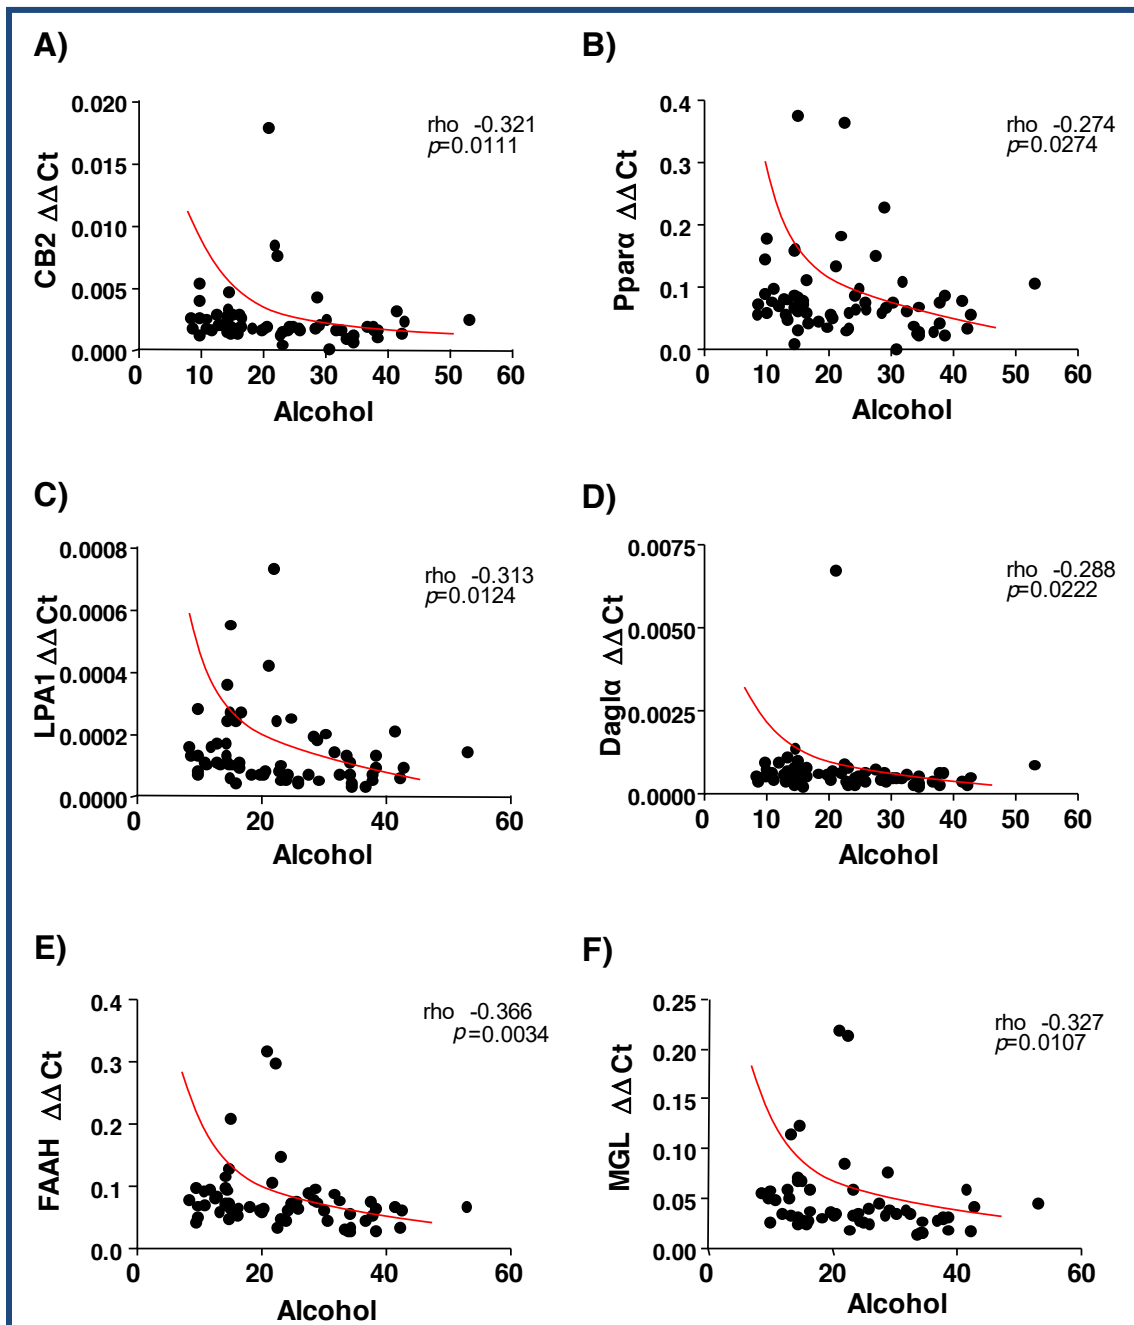 A)
CB2 ΔΔCt
0.020
0.015
0.010
0.005
0.000
rho -0.321
p=0.0111
0 10 20 30 40 50 60
Alcohol
B)
Pparα ΔΔCt
0.4
0.3
0.2
0.1
0.0
rho -0.274
p=0.0274
0 10 20 30 40 50 60
Alcohol
C)
LPA1 ΔΔCt
0.0008
0.0006
0.0004
0.0002
0.0000
rho -0.313
p=0.0124
0 20 40 60
Alcohol
D)
Daglα ΔΔCt
0.0075
0.0050
0.0025
0.0000
rho -0.288
p=0.0222
0 10 20 30 40 50 60
Alcohol
E)
FAAH ΔΔCt
0.4
0.3
0.2
0.1
0.0
rho -0.366
p=0.0034
0 20 40 60
Alcohol
F)
MGL ΔΔCt
0.25
0.20
0.15
0.10
0.05
0.00
rho -0.327
p=0.0107
0 20 40 60
Alcohol